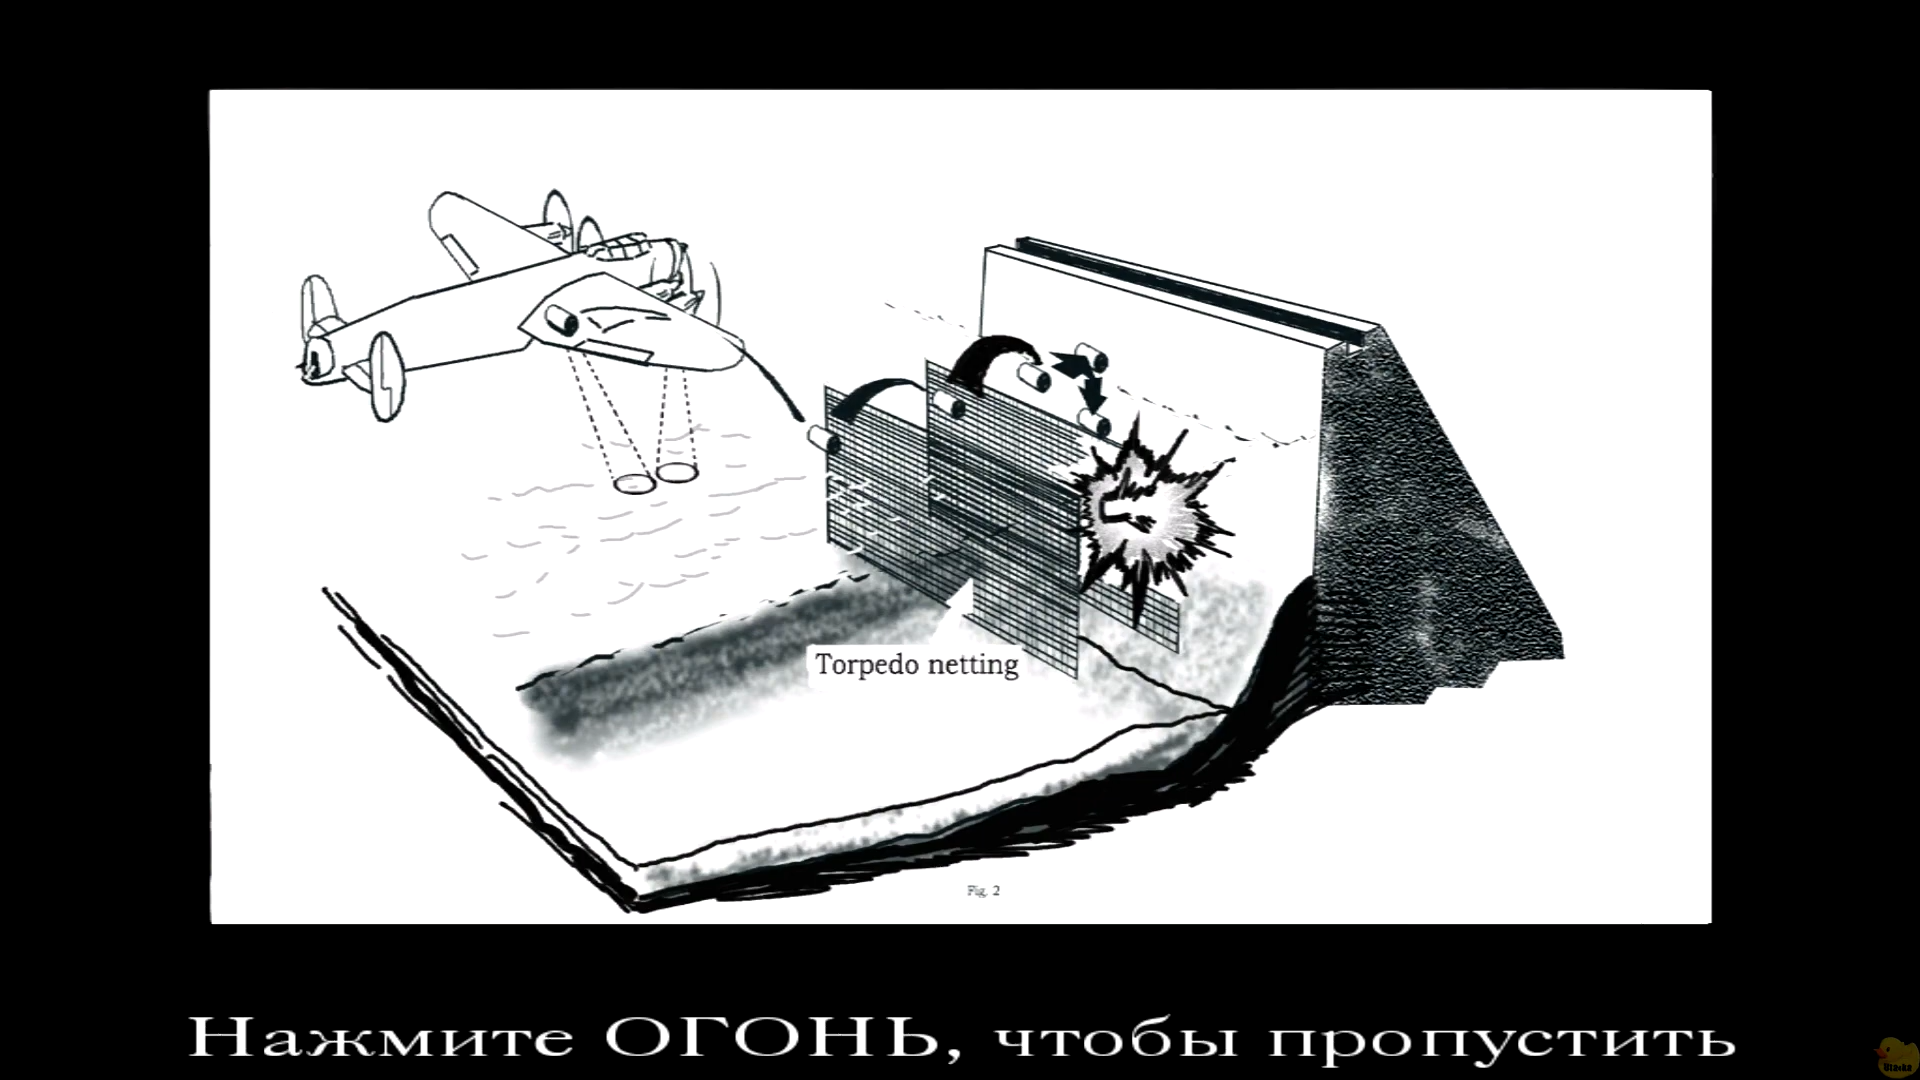 Torpedo netting
Fig. 2
Нажмите ОГОНЬ, чтобы пропустить